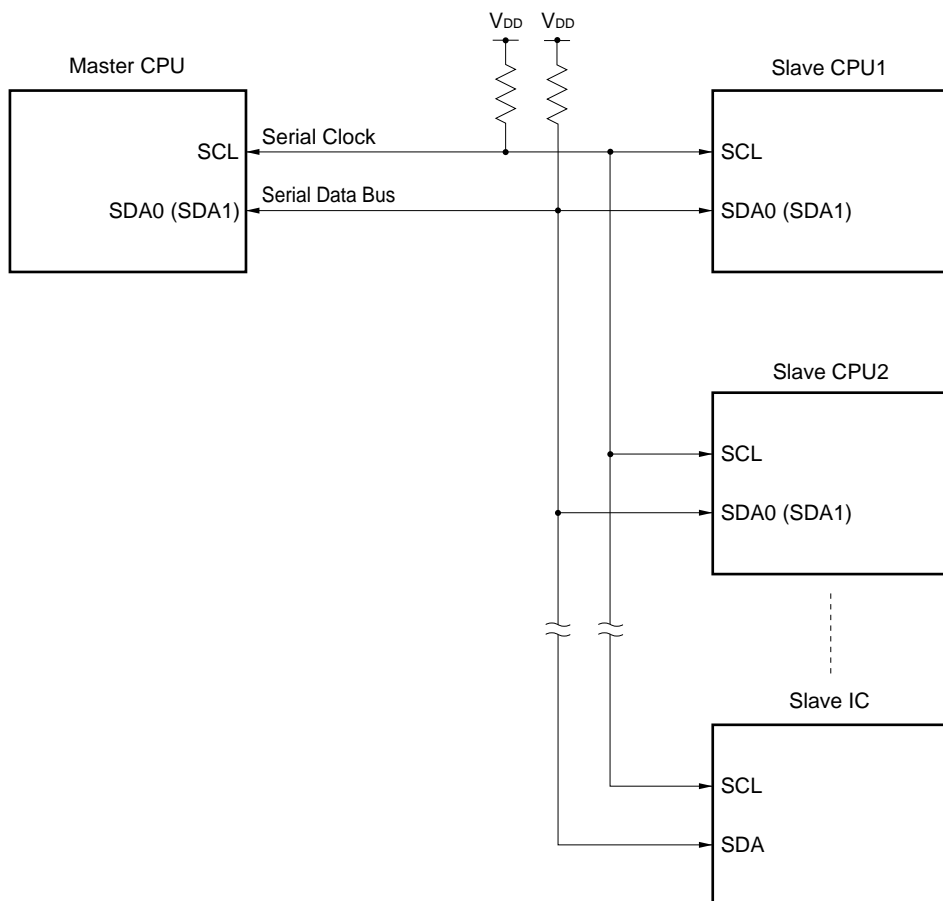 VDD VDD
Master CPU
Slave CPU1
SCL
Serial Clock
SCL
SDA0 (SDA1)
Serial Data Bus
SDA0 (SDA1)
Slave CPU2
SCL
SDA0 (SDA1)
Slave IC
SCL
SDA